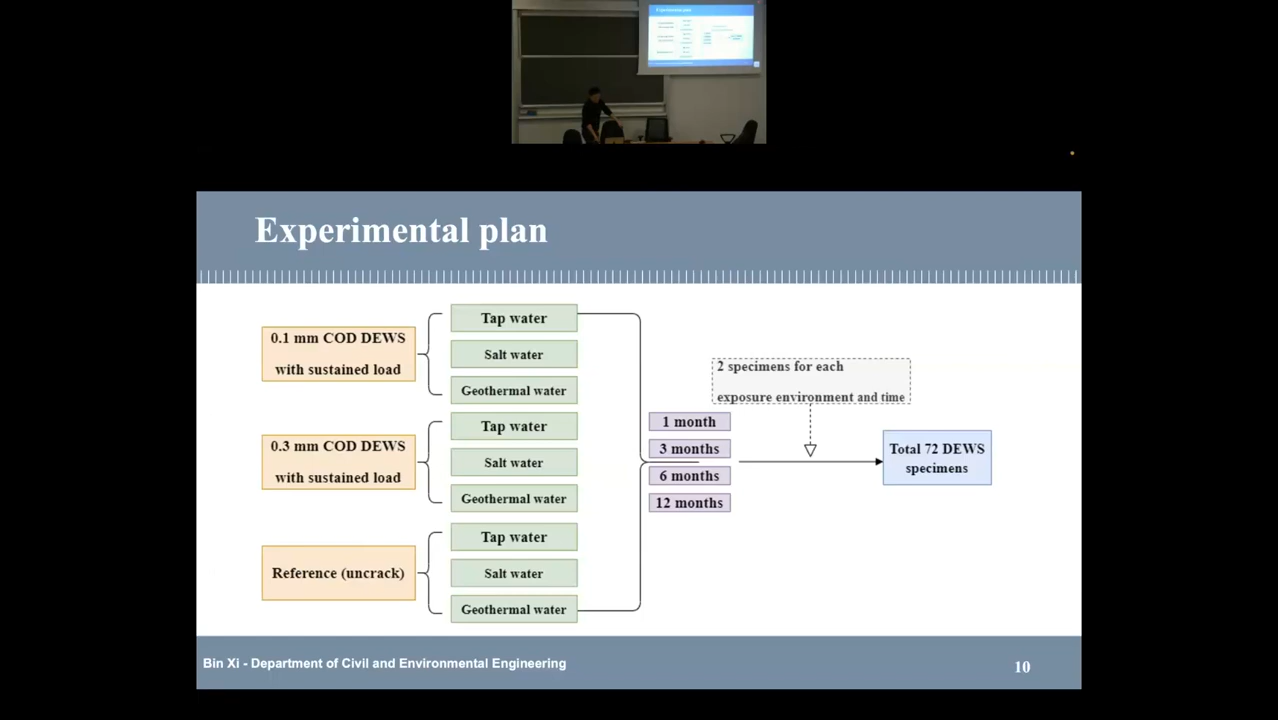 Experimental plan
0.1 mm COD DEWS
with sustained load
Tap water
Salt water
Geothermal water
0.3 mm COD DEWS
with sustained load
Tap water
Salt water
Geothermal water
Reference (uncrack)
Tap water
Salt water
Geothermal water
1 month
3 months
6 months
12 months
2 specimens for each
exposure environment and time
Total 72 DEWS
specimens
Bin Xi - Department of Civil and Environmental Engineering
10